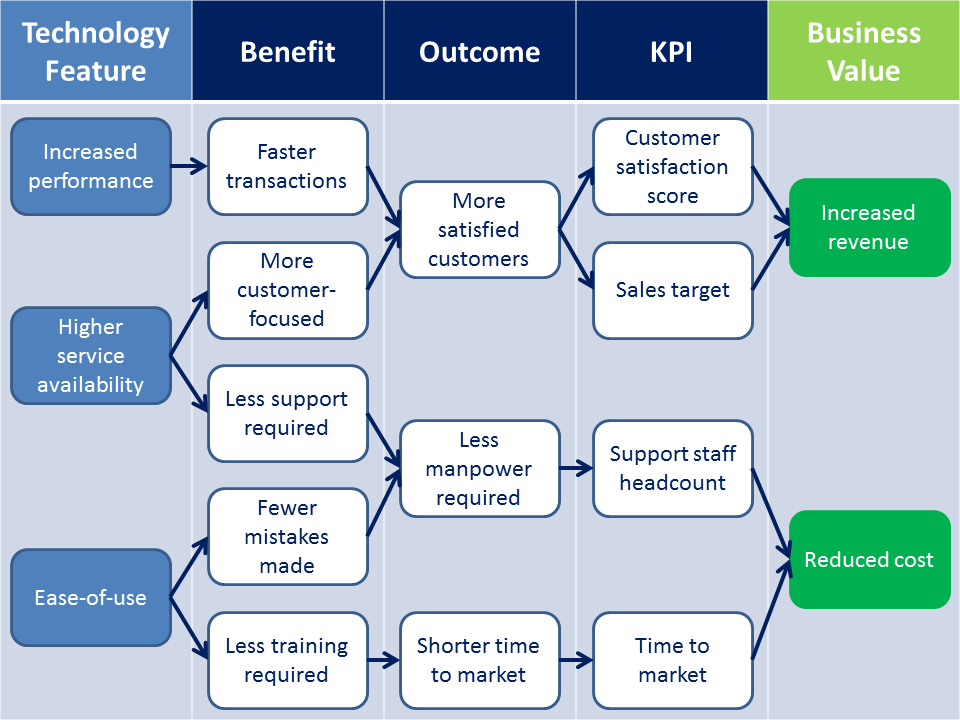 Technology
Feature
Benefit
Outcome
KPI
Business
Value
Increased
performance
Higher
service
availability
Ease-of-use
Faster
transactions
More
customer-
focused
Less support
required
Fewer
mistakes
made
Less training
required
More
satisfied
customers
Less
manpower
required
Shorter time
to market
Customer
satisfaction
score
Sales target
Support staff
headcount
Time to
market
Increased
revenue
Reduced cost